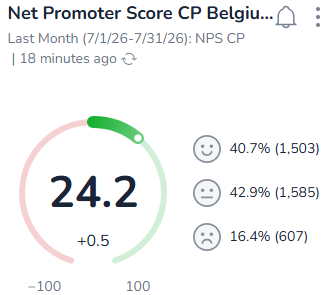 Net Promoter Score CP Belgiu...
Last Month (7/1/26-7/31/26): NPS CP
| 18 minutes ago
40.7% (1,503)
24.2
42.9% (1,585)
+0.5
16.4% (607)
−100
100